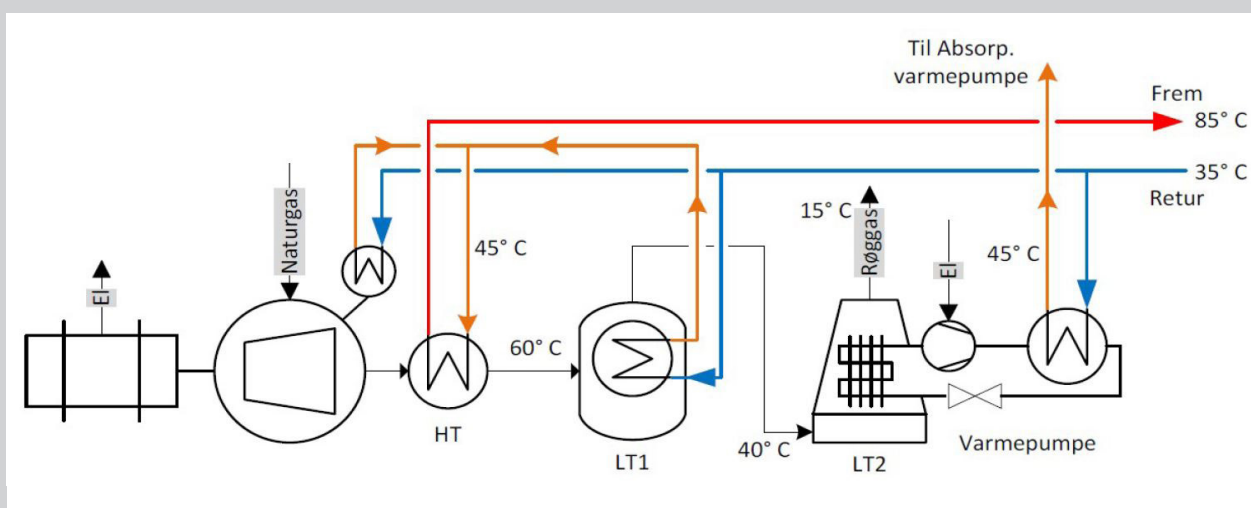 Til Absorp.
varmepumpe
Frem
85° C
35° C
Retur
Naturgas
El
45° C
60° C
HT
LT1
40° C
15° C
Røggas
El
45° C
LT2
Varmepumpe